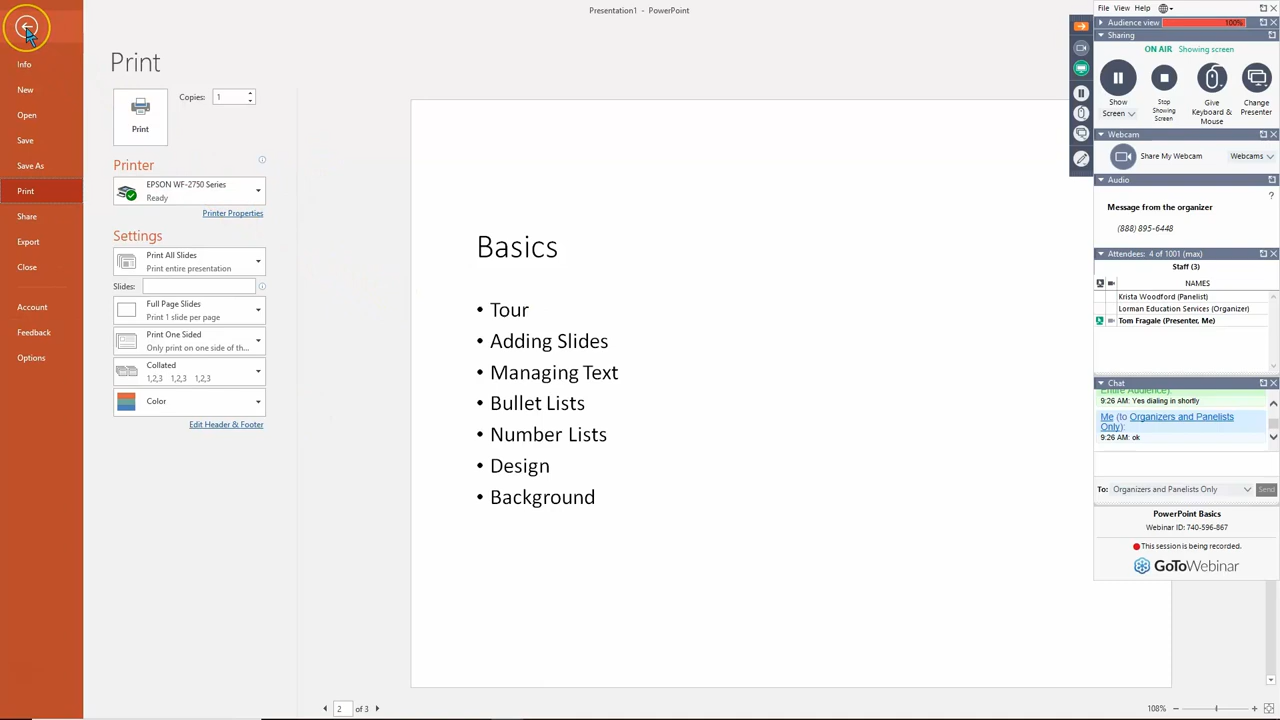 Presentation1 - PowerPoint
Info
New
Open
Save
Save As
Print
Share
Export
Close
Account
Feedback
Options
Print
Print
Copies: 1
Printer
EPSON WF-2750 Series
Ready
Printer Properties
Settings
Print All Slides
Print entire presentation
Slides:
Full Page Slides
Print 1 slide per page
Print One Sided
Only print on one side of th...
Collated
1,2,3 1,2,3 1,2,3
Color
Edit Header & Footer
Basics
• Tour
• Adding Slides
• Managing Text
• Bullet Lists
• Number Lists
• Design
• Background
2 of 3
108%
File View Help
Audience view 100%
Sharing
ON AIR Showing screen
Show
Screen
Stop
Showing
Screen
Give
Keyboard &
Mouse
Change
Presenter
Webcam
Share My Webcam Webcams
Audio
?
Message from the organizer
(888) 895-6448
Attendees: 4 of 1001 (max)
Staff (3)
NAMES
Krista Woodford (Panelist)
Lorman Education Services (Organizer)
Tom Fragale (Presenter, Me)
Chat
Entire Audience):
9:26 AM: Yes dialing in shortly
Me (to Organizers and Panelists
Only):
9:26 AM: ok
To: Organizers and Panelists Only Send
PowerPoint Basics
Webinar ID: 740-596-867
This session is being recorded.
GoToWebinar